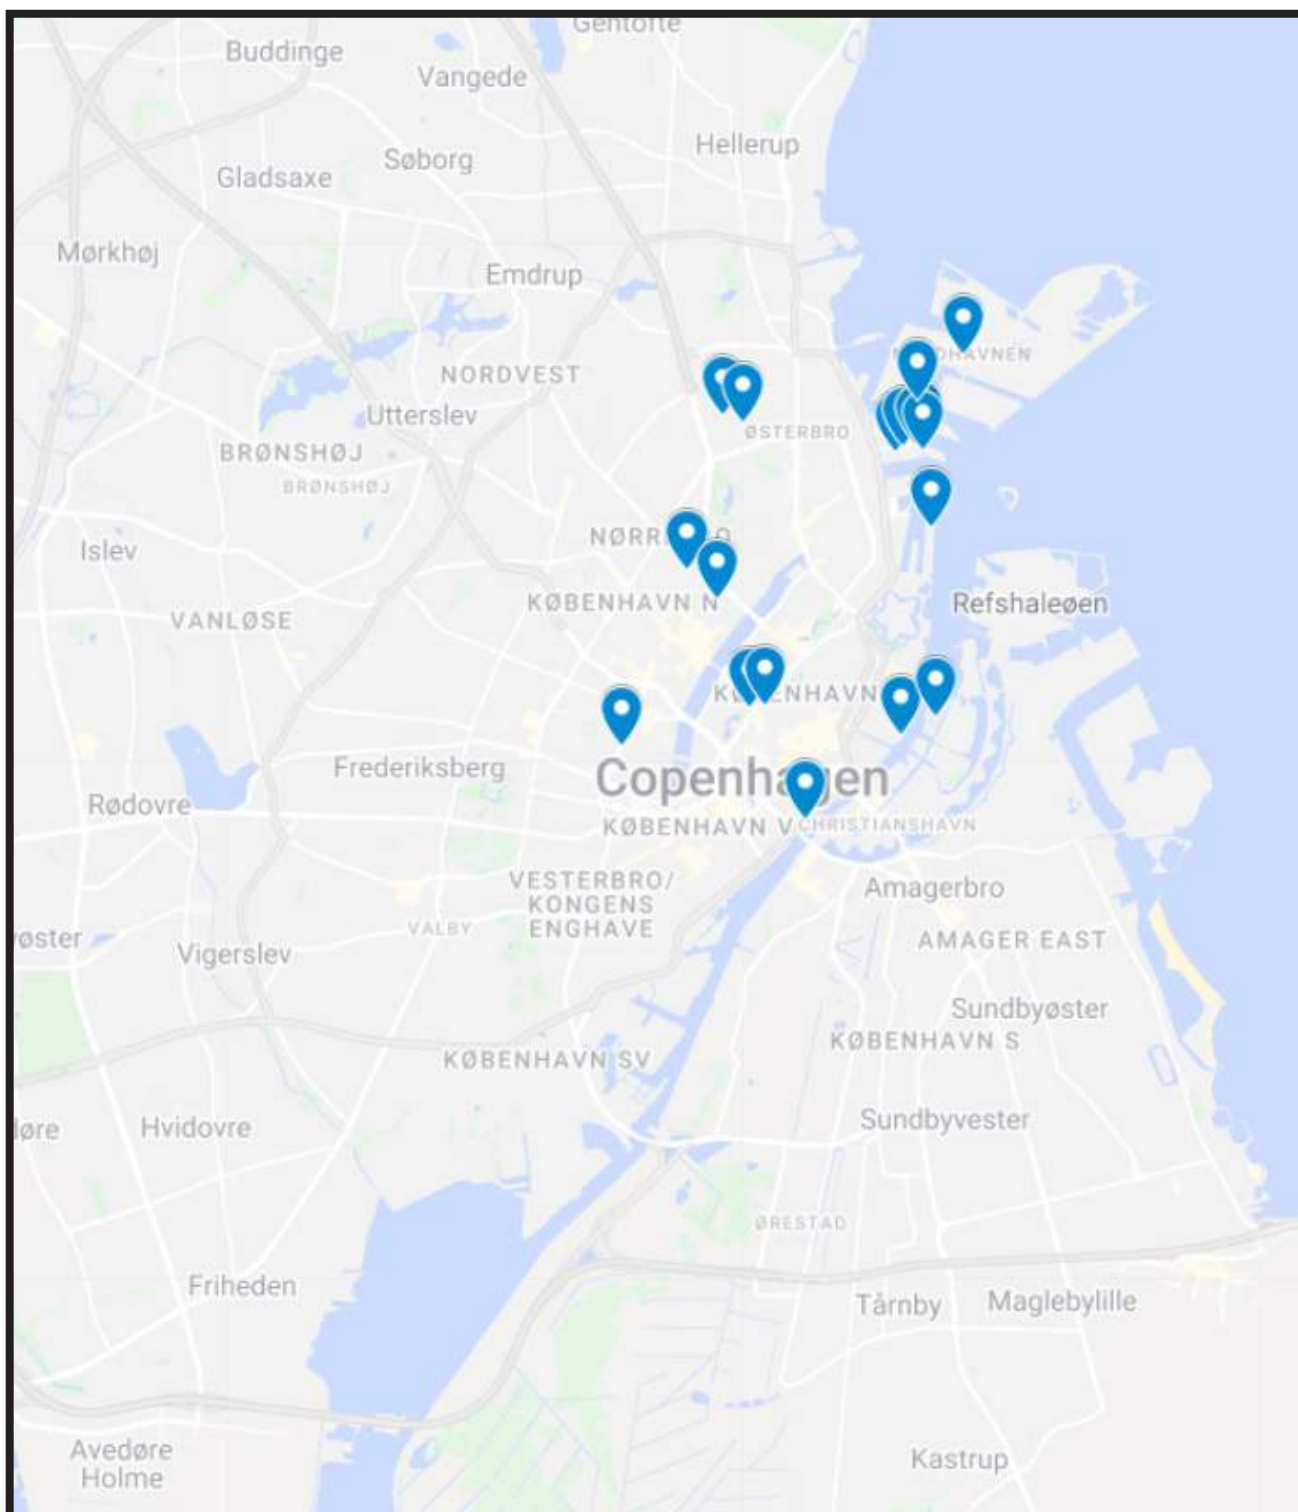 Gentofte
Buddinge
Vangede
Hellerup
Søborg
Gladsaxe
Mørkhøj
Emdrup
NORDVEST
Utterslev
ØSTERBRO
BRØNSHØJ
BRØNSHØJ
Islev
KØBENHAVN N
Refshaleøen
VANLØSE
Frederiksberg
Rødovre
KØBENHAVN V
CHRISTIANSHAVN
VESTERBRO/
KONGENS
ENGHAVE
Amagerbro
VALBY
AMAGER EAST
Vigerslev
Sundbyøster
KØBENHAVN S
KØBENHAVN SV
Hvidovre
Sundbyvester
ØRESTAD
Friheden
Tårnby
Maglebylille
Avedøre
Holme
Kastrup